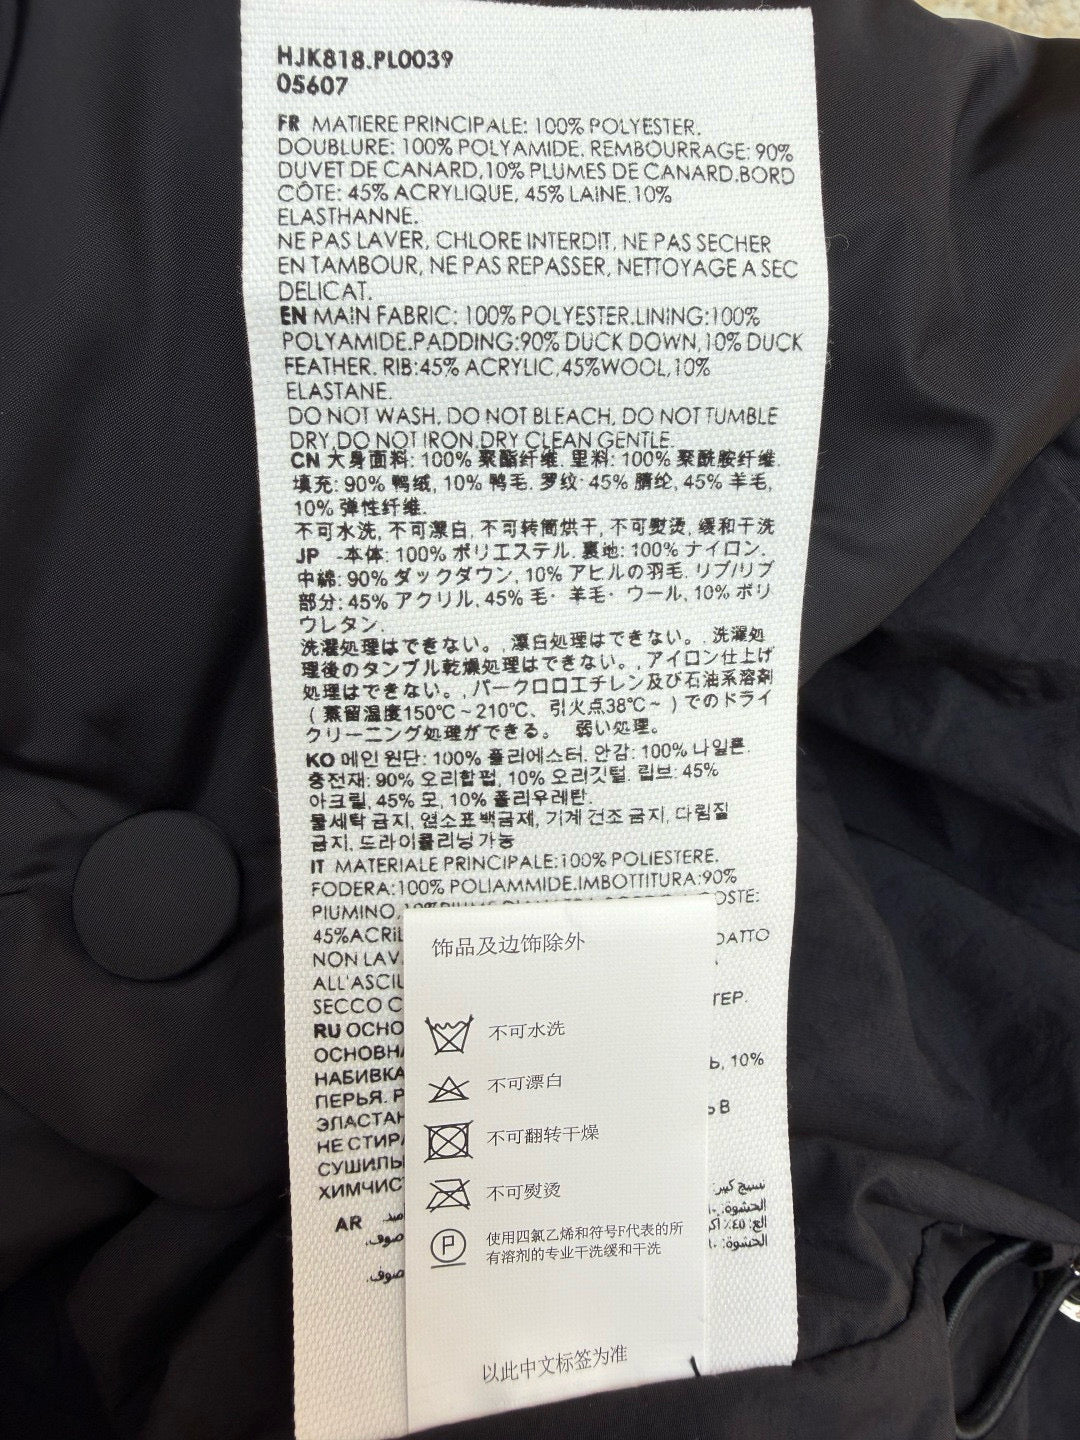 HJK818.PL0039
05607
FR MATIERE PRINCIPALE: 100% POLYESTER.
DOUBLURE: 100% POLYAMIDE. REMBOURRAGE: 90%
DUVET DE CANARD,10% PLUMES DE CANARD.BORD
CÔTE: 45% ACRYLIQUE, 45% LAINE.10%
ELASTHANNE.
NE PAS LAVER, CHLORE INTERDIT, NE PAS SECHER
EN TAMBOUR, NE PAS REPASSER, NETTOYAGE A SEC
DELICAT.
EN MAIN FABRIC: 100% POLYESTER.LINING:100%
POLYAMIDE.PADDING:90% DUCK DOWN,10% DUCK
FEATHER. RIB:45% ACRYLIC,45%WOOL,10%
ELASTANE.
DO NOT WASH, DO NOT BLEACH, DO NOT TUMBLE
DRY,DO NOT IRON,DRY CLEAN GENTLE.
CN 大身面料: 100% 聚酯纤维. 里料: 100% 聚酰胺纤维.
填充: 90% 鸭绒, 10% 鸭毛. 罗纹: 45% 腈纶, 45% 羊毛,
10% 弹性纤维.
不可水洗, 不可漂白, 不可转筒烘干, 不可熨烫, 缓和干洗
JP -本体: 100% ポリエステル. 裏地: 100% ナイロン.
中綿: 90% ダックダウン, 10% アヒルの羽毛. リブ/リブ
部分: 45% アクリル, 45% 毛・羊毛・ウール, 10% ポリ
ウレタン.
洗濯処理はできない。, 漂白処理はできない。, 洗濯処
理後のタンブル乾燥処理はできない。, アイロン仕上げ
処理はできない。, パークロロエチレン及び石油系溶剤
( 蒸留温度150℃～210℃、引火点38℃～ ) でのドライ
クリーニング処理ができる。 弱い処理。
KO 메인 원단: 100% 폴리에스터. 안감: 100% 나일론.
충전재: 90% 오리함펍, 10% 오리깃털. 립브: 45%
아크릴, 45% 모, 10% 폴리우레탄.
물세탁 금지, 염소표백금제, 기계 건조 금지, 다림질
금지, 드라이클리닝 가능
IT MATERIALE PRINCIPALE:100% POLIESTERE.
FODERA:100% POLIAMMIDE.IMBOTTITURA:90%
PIUMINO, OSTE:
45%ACRIL DATTO
NON LAV
ALL'ASCIU
SECCO C TEP.
RU ОСНО
ОСНОВНА Ь, 10%
НАБИВКА
ПЕРЬЯ. Р Ь В
ЭЛАСТАН
НЕ СТИРА
СУШИЛЬ
ХИМЧИС نسيج كبير:
AR الحشوة:
صوف.
صوف. الحشوة:
饰品及边饰除外
不可水洗
不可漂白
不可翻转干燥
不可熨烫
P 使用四氯乙烯和符号F代表的所
有溶剂的专业干洗缓和干洗
以此中文标签为准